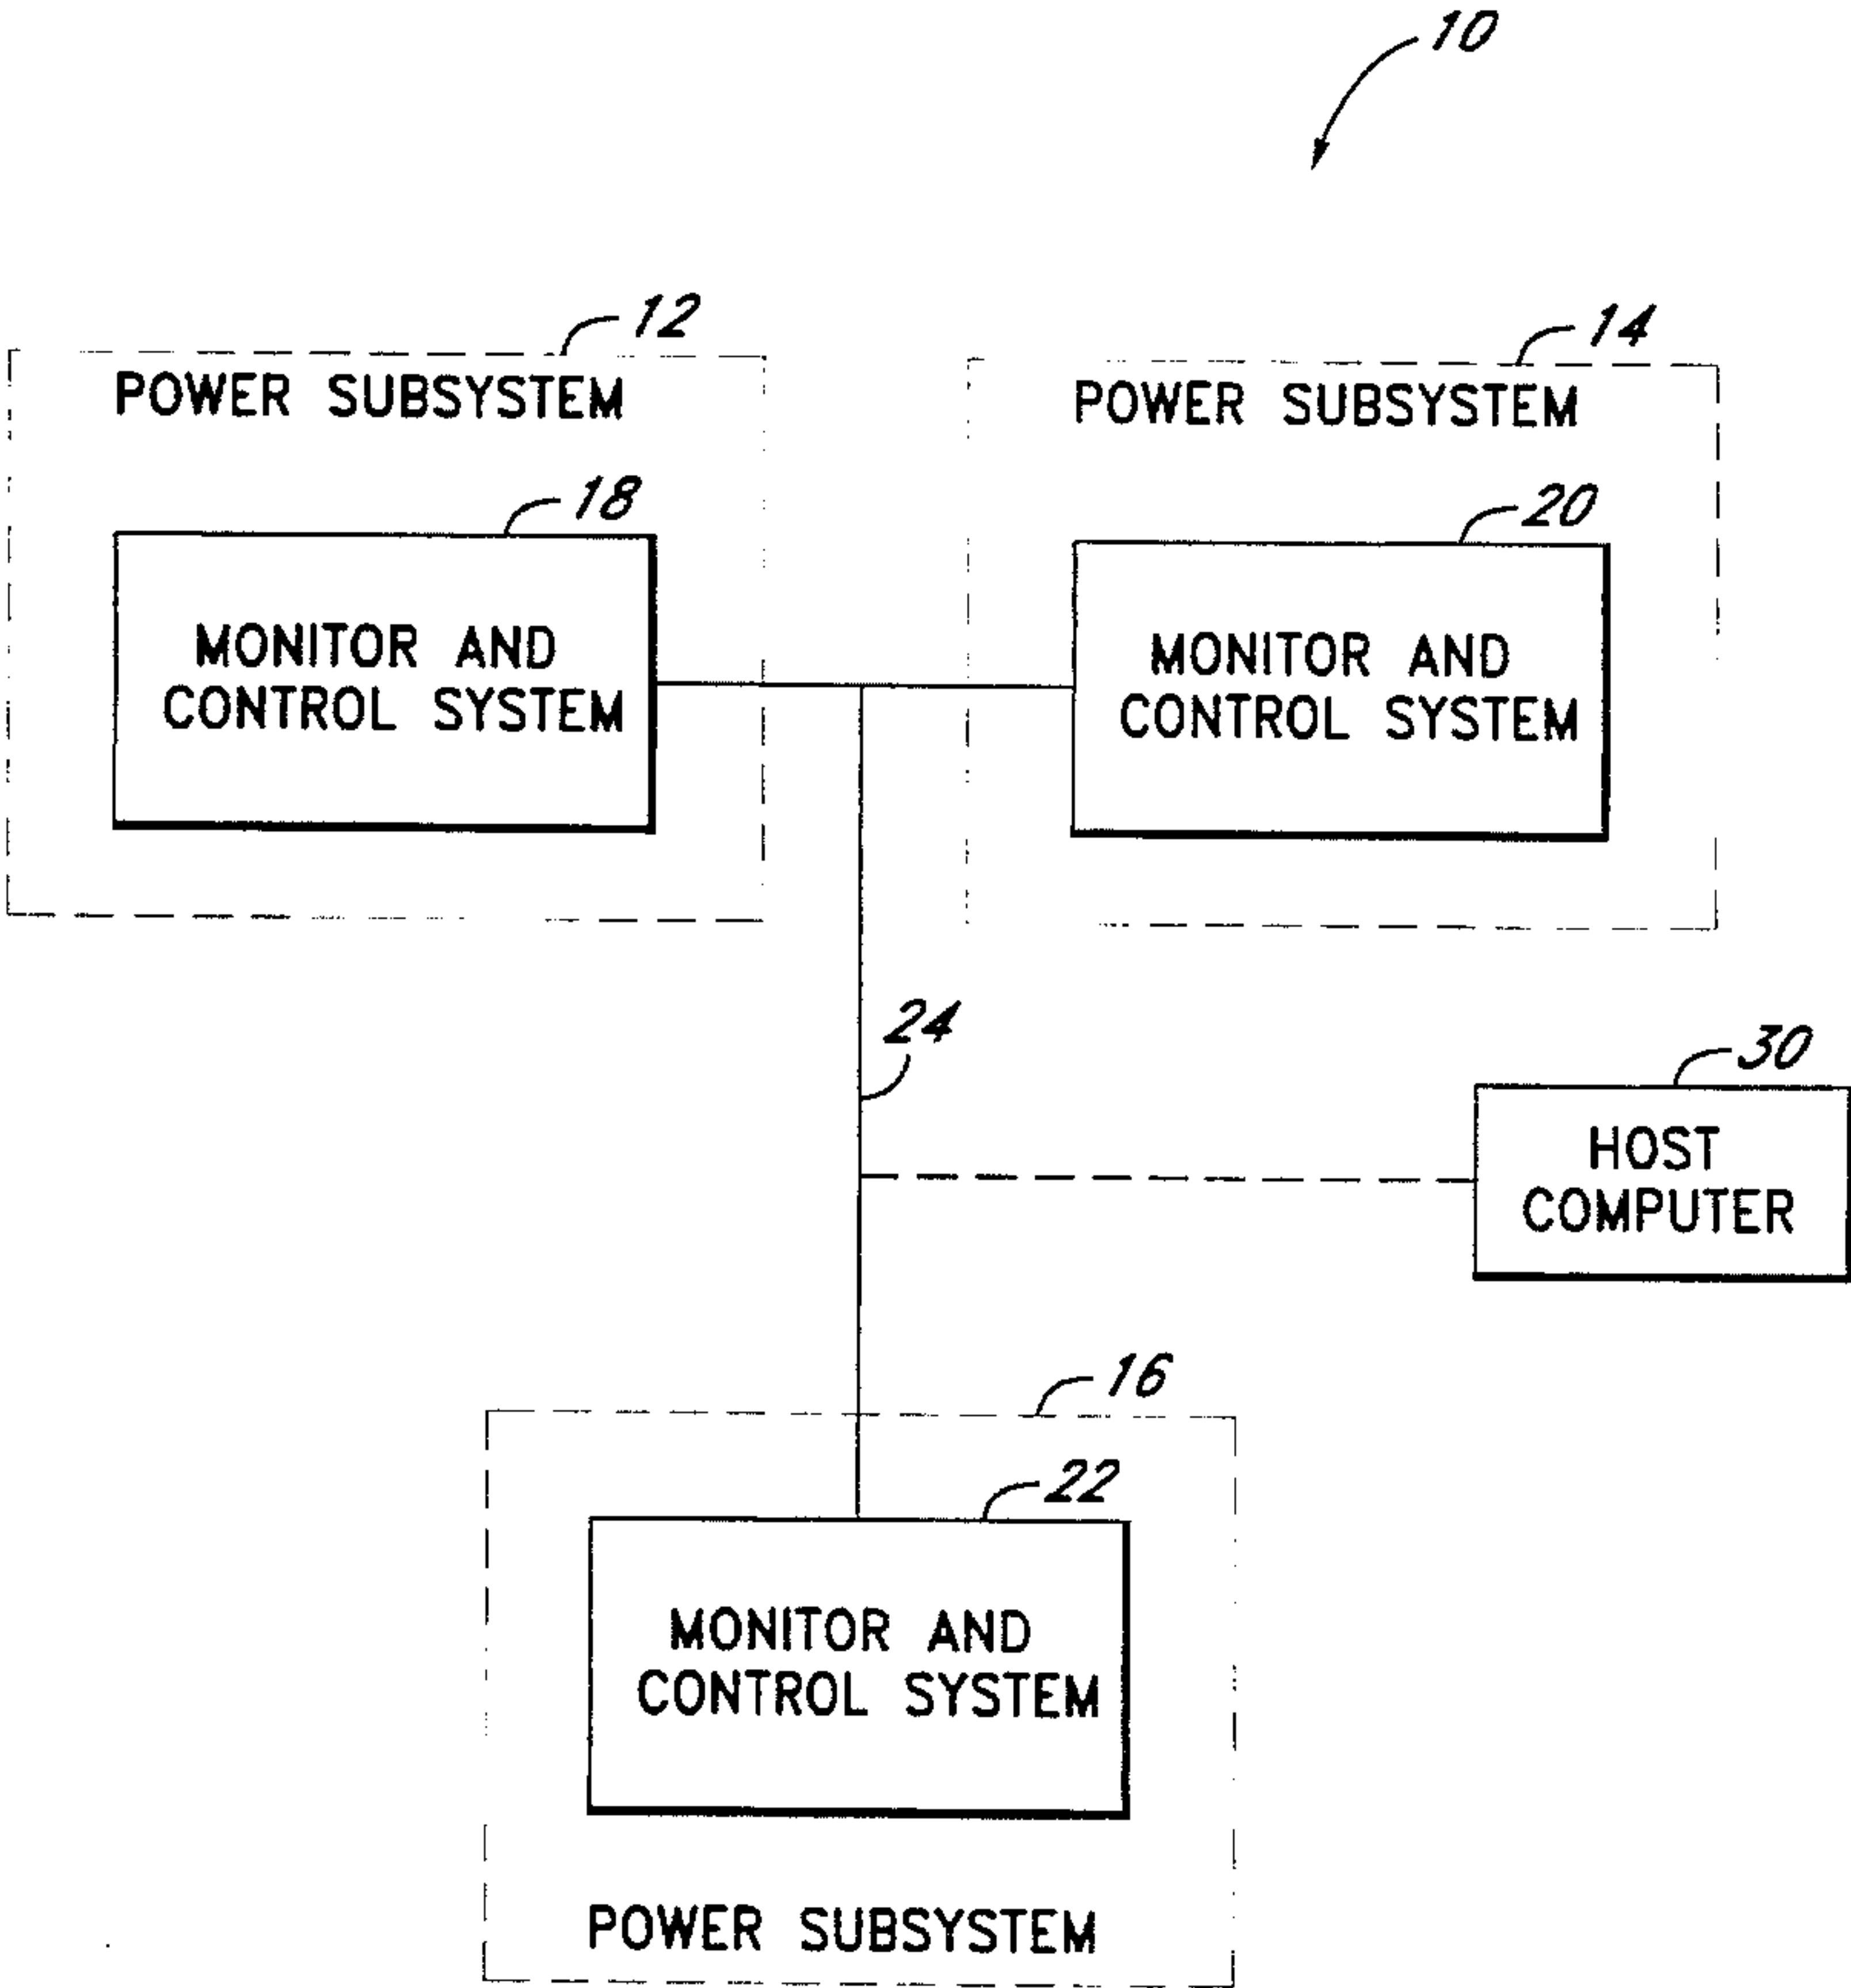 10
12
POWER SUBSYSTEM
18
MONITOR AND
CONTROL SYSTEM
14
POWER SUBSYSTEM
20
MONITOR AND
CONTROL SYSTEM
24
30
HOST
COMPUTER
16
22
MONITOR AND
CONTROL SYSTEM
POWER SUBSYSTEM